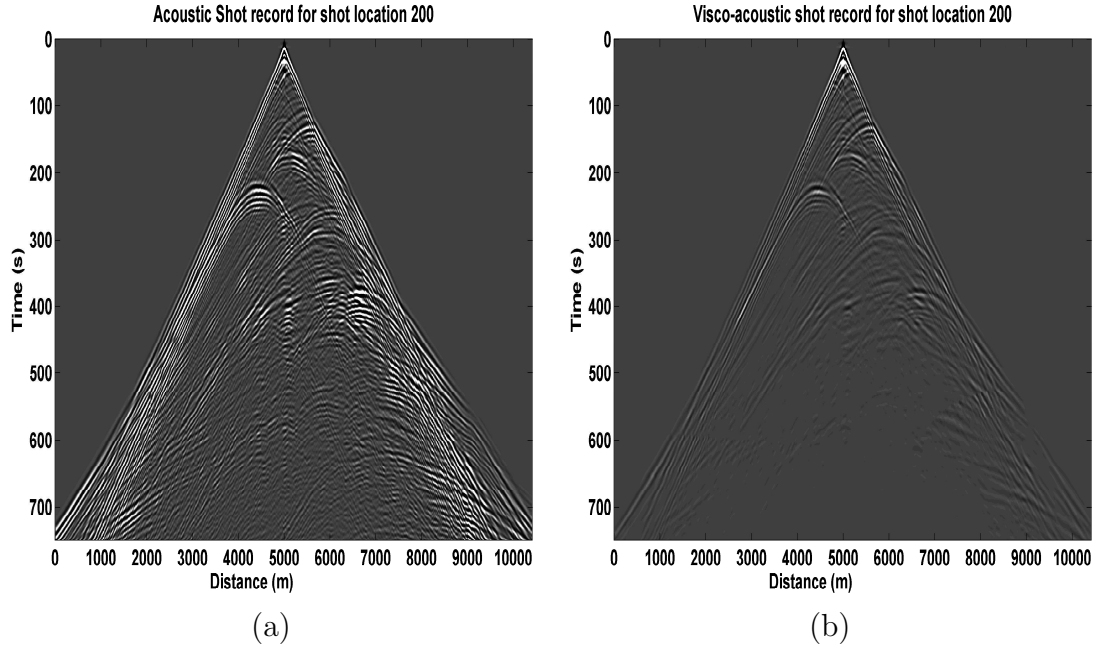 Acoustic Shot record for shot location 200
0
100
200
300
400
500
600
700
Time (s)
0 1000 2000 3000 4000 5000 6000 7000 8000 9000 10000
Distance (m)
(a)
Visco-acoustic shot record for shot location 200
0
100
200
300
400
500
600
700
Time (s)
0 1000 2000 3000 4000 5000 6000 7000 8000 9000 10000
Distance (m)
(b)